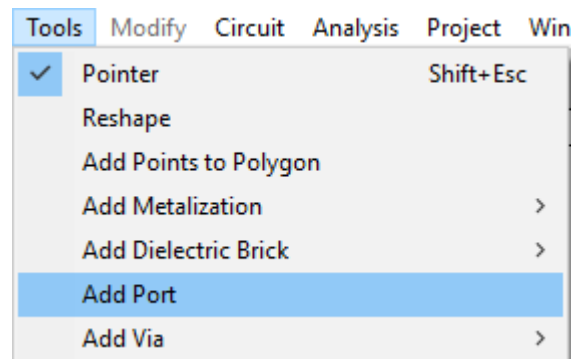 Tools Modify Circuit Analysis Project Win
Pointer Shift+Esc
Reshape
Add Points to Polygon
Add Metalization
Add Dielectric Brick
Add Port
Add Via